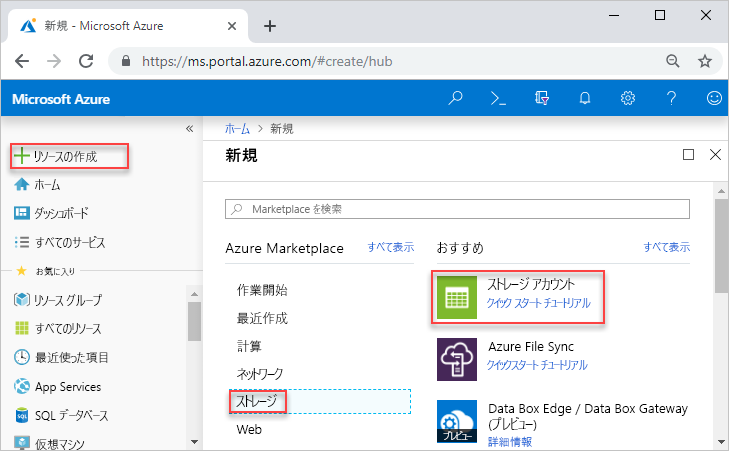 新規 - Microsoft Azure
https://ms.portal.azure.com/#create/hub
Microsoft Azure
リソースの作成
ホーム
ダッシュボード
すべてのサービス
お気に入り
リソース グループ
すべてのリソース
最近使った項目
App Services
SQL データベース
仮想マシン
ホーム > 新規
新規
Marketplace を検索
Azure Marketplace すべて表示
作業開始
最近作成
計算
ネットワーク
ストレージ
Web
おすすめ すべて表示
ストレージ アカウント
クイック スタート チュートリアル
Azure File Sync
クイックスタート チュートリアル
Data Box Edge / Data Box Gateway
(プレビュー)
プレビュー
詳細情報